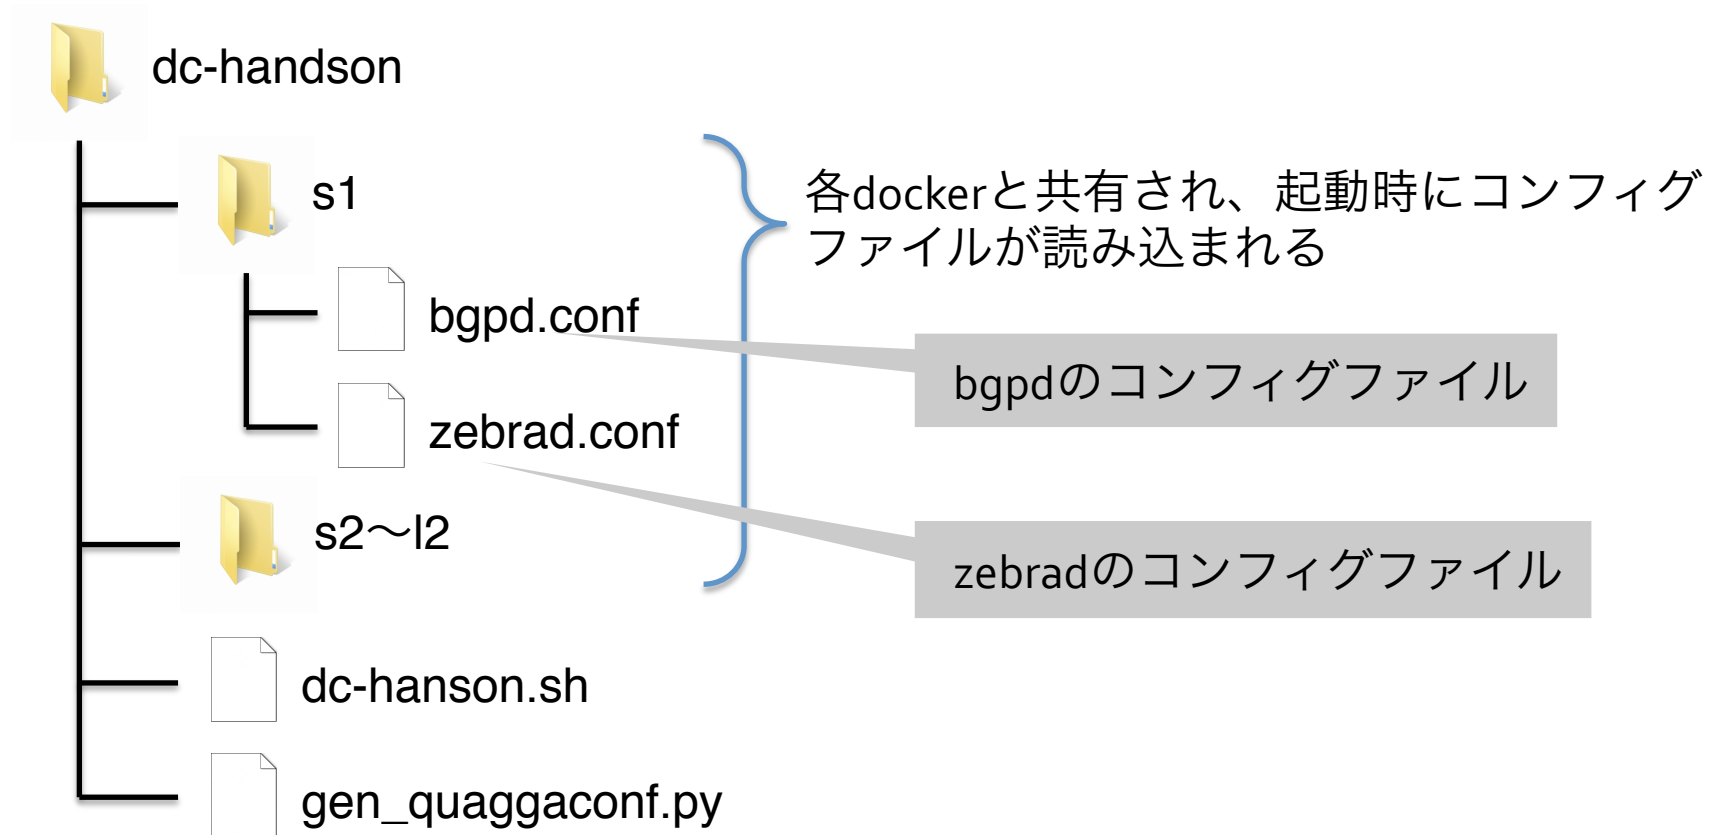 dc-handson
s1
各dockerと共有され、起動時にコンフィグ
ファイルが読み込まれる
bgpd.conf
bgpdのコンフィグファイル
zebrad.conf
s2〜l2
zebradのコンフィグファイル
dc-hanson.sh
gen_quaggaconf.py